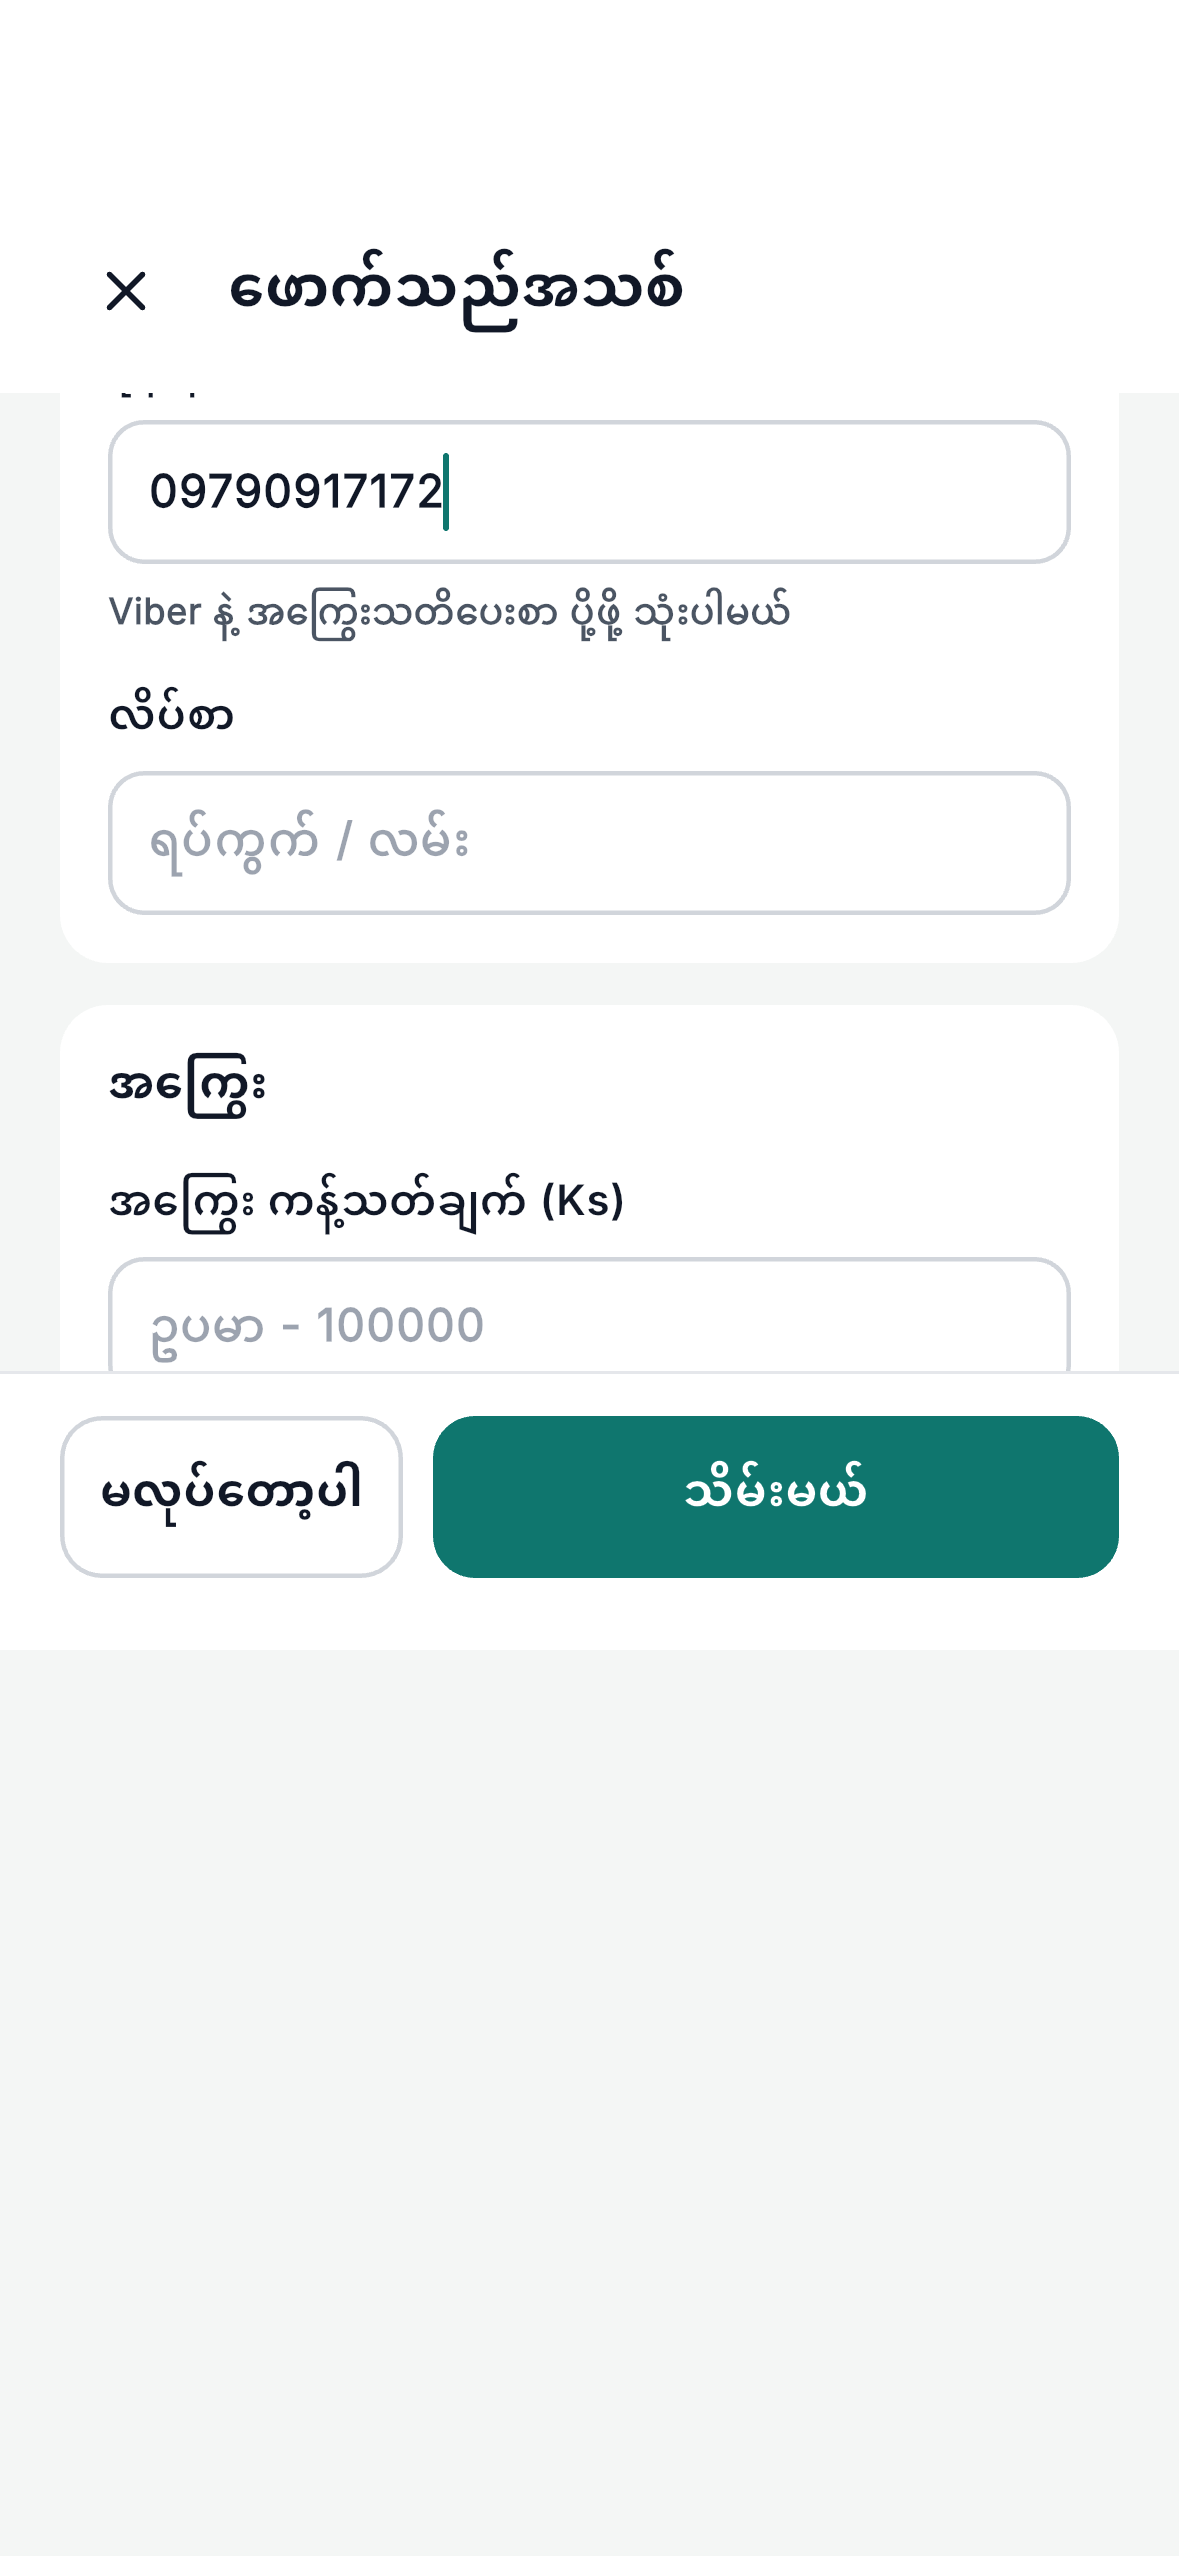 ဖောက်သည်အသစ်
09790917172
Viber နဲ့ အကြွေးသတိပေးစာ ပို့ဖို့ သုံးပါမယ်
လိပ်စာ
ရပ်ကွက် / လမ်း
အကြွေး
အကြွေး ကန့်သတ်ချက် (Ks)
ဥပမာ - 100000
မလုပ်တော့ပါ
သိမ်းမယ်